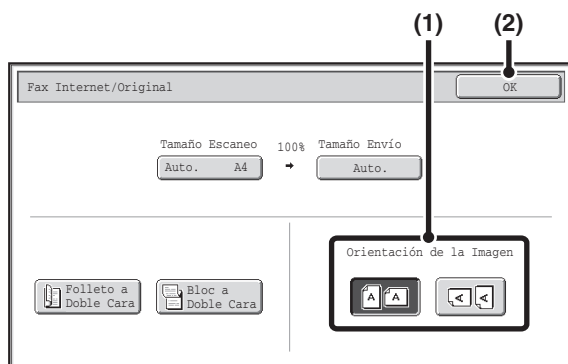 (1) (2)
Fax Internet/Original OK
Tamaño Escaneo 100% Tamaño Envío
Auto. A4 Auto.
Orientación de la Imagen
Folleto a
Doble Cara
Bloc a
Doble Cara
A A A A